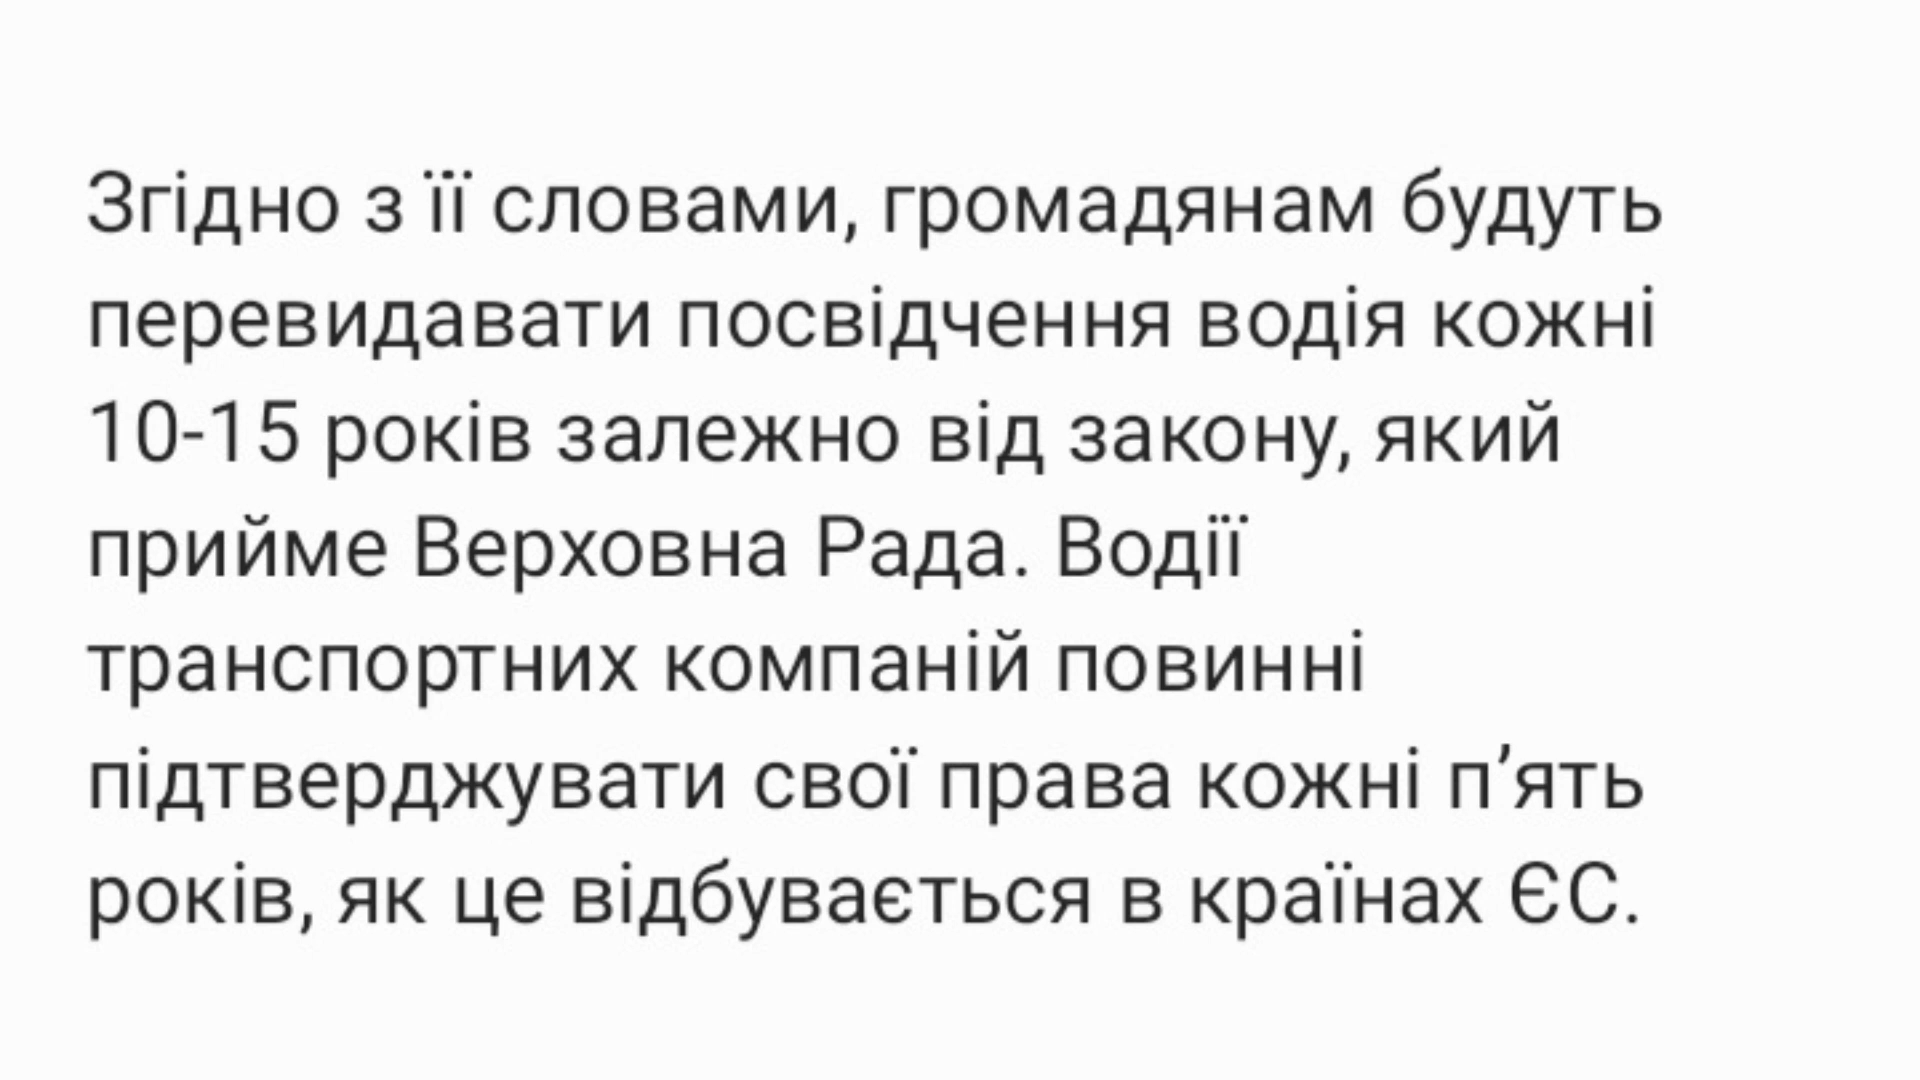 Згідно з її словами, громадянам будуть
перевидавати посвідчення водія кожні
10-15 років залежно від закону, який
прийме Верховна Рада. Водії
транспортних компаній повинні
підтверджувати свої права кожні п’ять
років, як це відбувається в країнах ЄС.